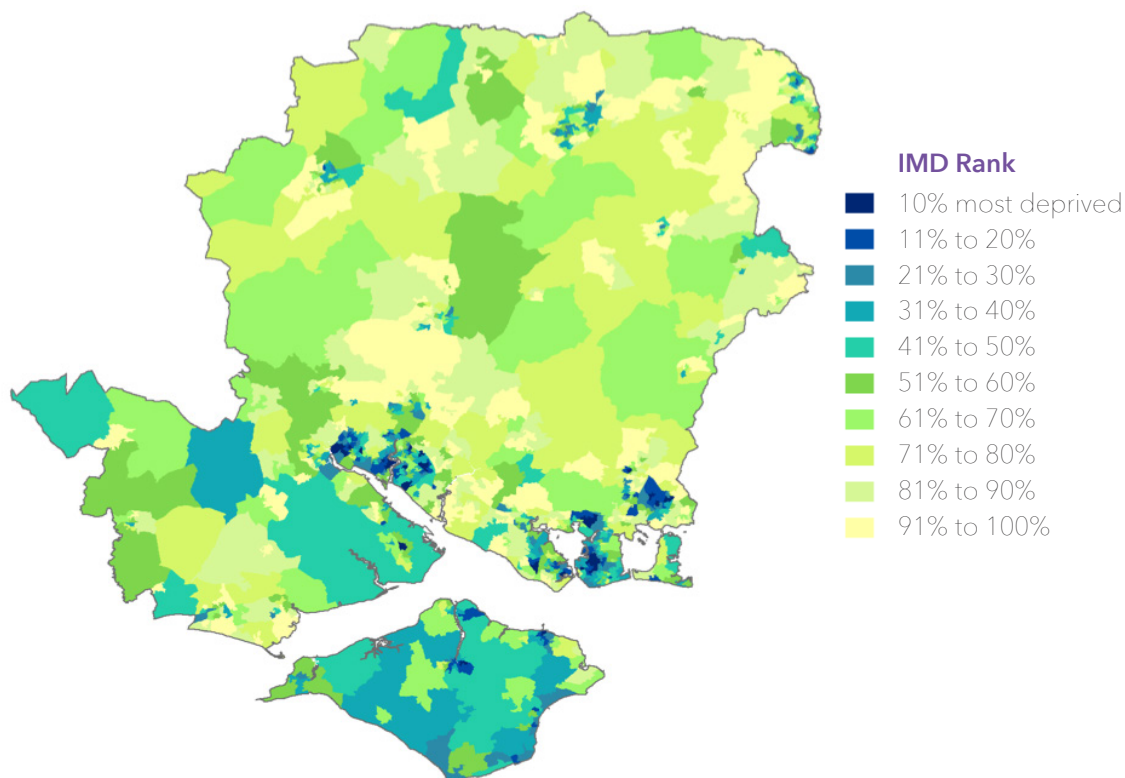 IMD Rank
10% most deprived
11% to 20%
21% to 30%
31% to 40%
41% to 50%
51% to 60%
61% to 70%
71% to 80%
81% to 90%
91% to 100%